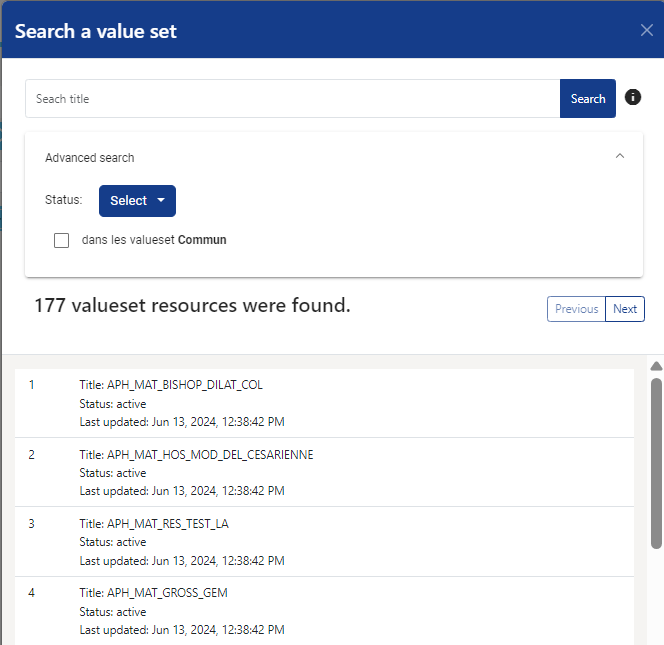 Search a value set
Seach title
Search
Advanced search
Status:
Select
dans les valueset Commun
177 valueset resources were found.
Previous
Next
1
Title: APH_MAT_BISHOP_DILAT_COL
Status: active
Last updated: Jun 13, 2024, 12:38:42 PM
2
Title: APH_MAT_HOS_MOD_DEL_CESARIENNE
Status: active
Last updated: Jun 13, 2024, 12:38:42 PM
3
Title: APH_MAT_RES_TEST_LA
Status: active
Last updated: Jun 13, 2024, 12:38:42 PM
4
Title: APH_MAT_GROSS_GEM
Status: active
Last updated: Jun 13, 2024, 12:38:42 PM